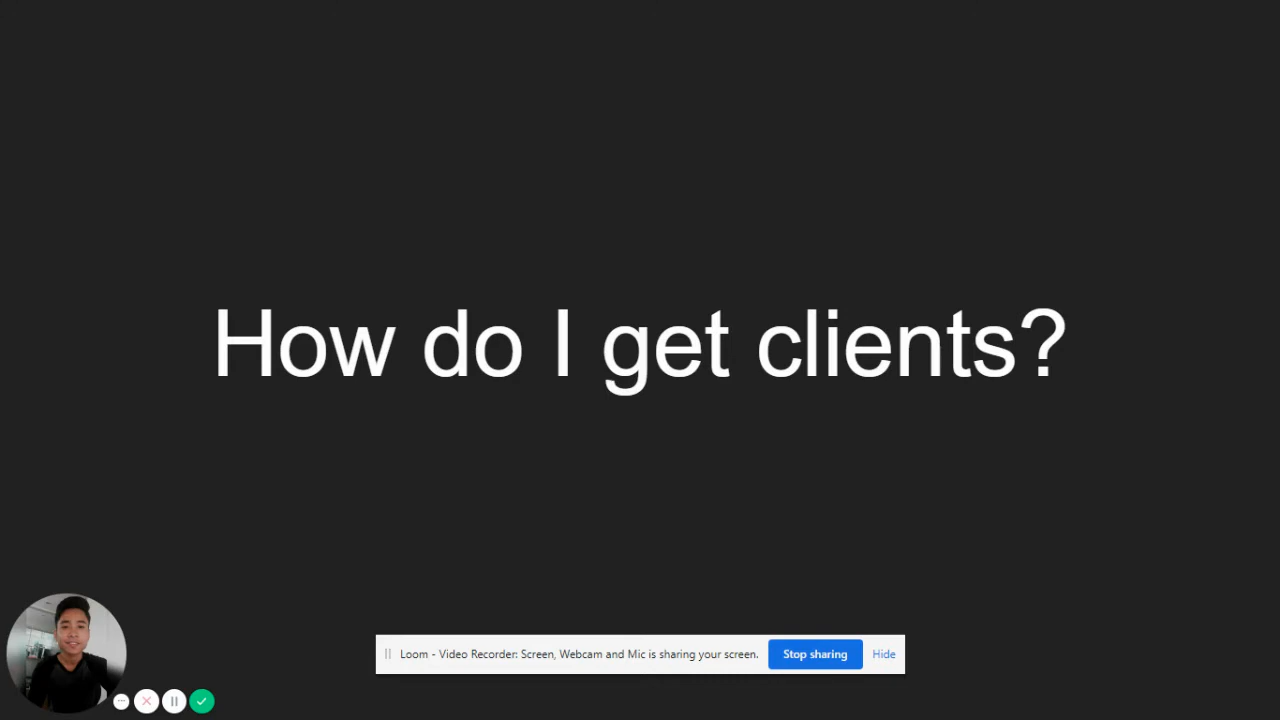 How do I get clients?
Loom - Video Recorder: Screen, Webcam and Mic is sharing your screen. Stop sharing Hide